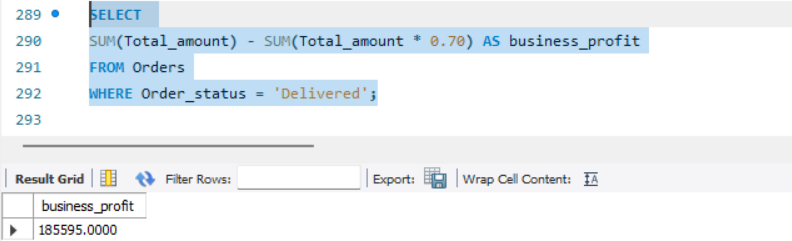 289 SELECT
290 SUM(Total_amount) - SUM(Total_amount * 0.70) AS business_profit
291 FROM Orders
292 WHERE Order_status = 'Delivered';
293
Result Grid Filter Rows: Export: Wrap Cell Content:
business_profit
185595.0000